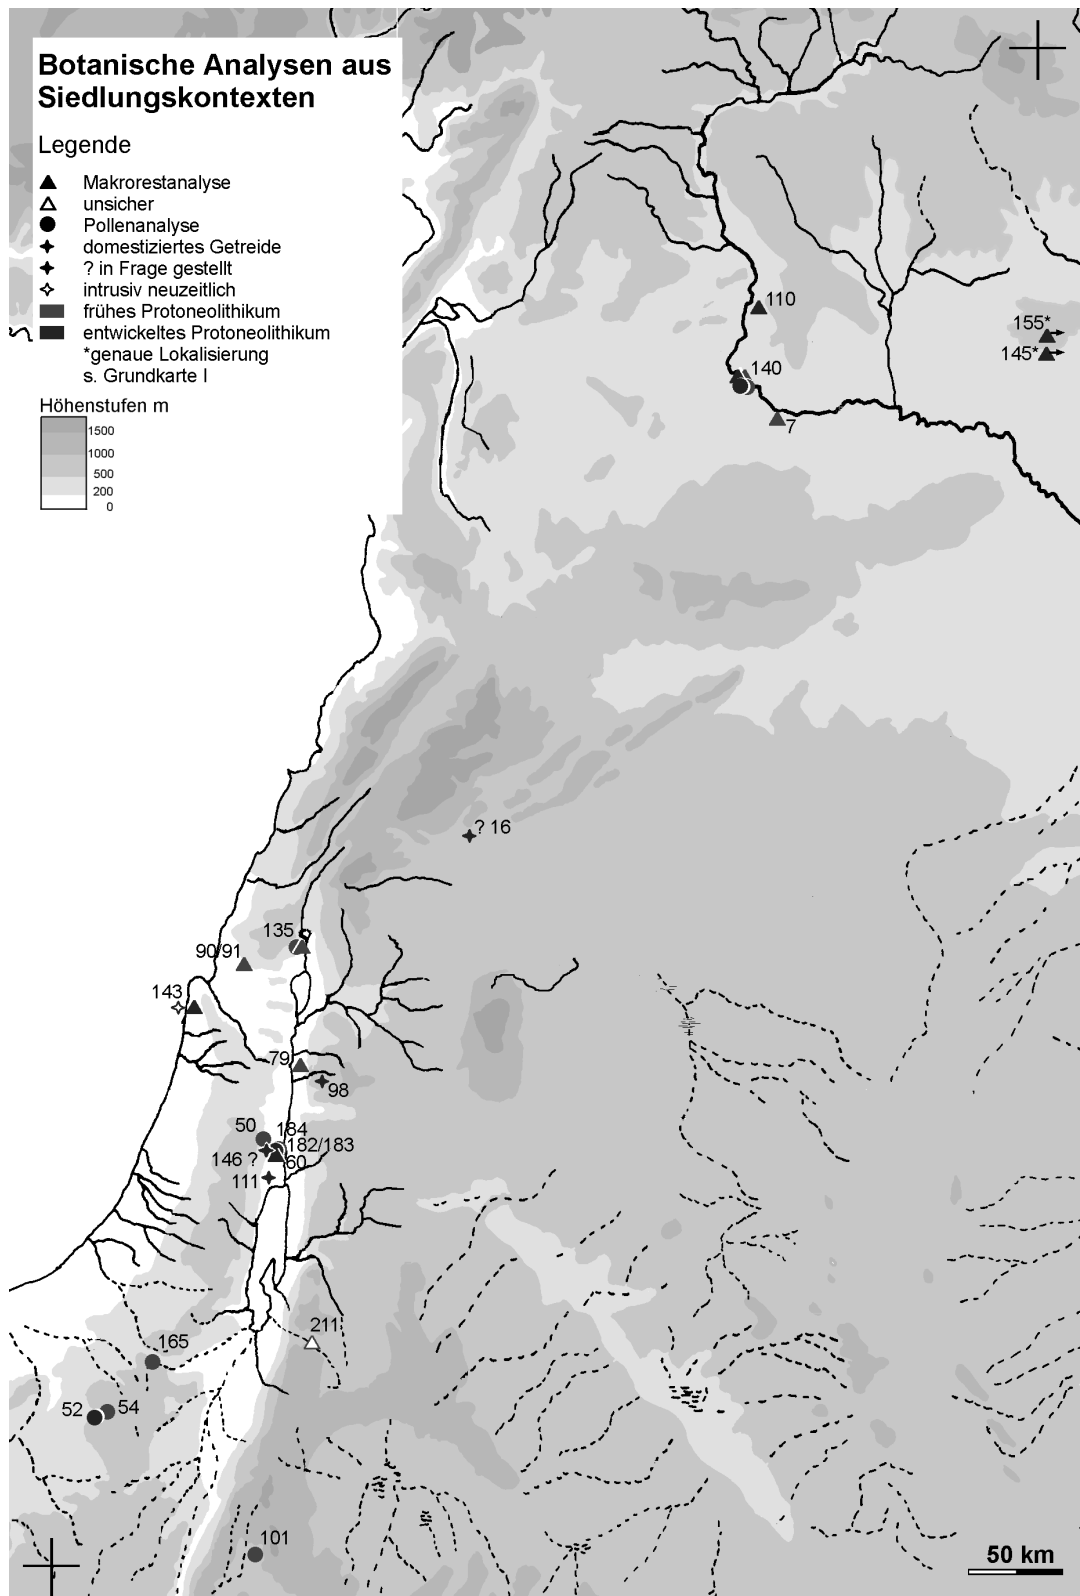 Botanische Analysen aus
Siedlungskontexten
Legende
Makrorestanalyse
unsicher
Pollenanalyse
domestiziertes Getreide
? in Frage gestellt
intrusiv neuzeitlich
frühes Protoneolithikum
entwickeltes Protoneolithikum
*genaue Lokalisierung
s. Grundkarte I
Höhenstufen m
1500
1000
500
200
0
110
155*
145*
140
7
? 16
135
90/91
143
79
98
50
184
182/183
146 ?
60
111
211
165
54
52
101
50 km